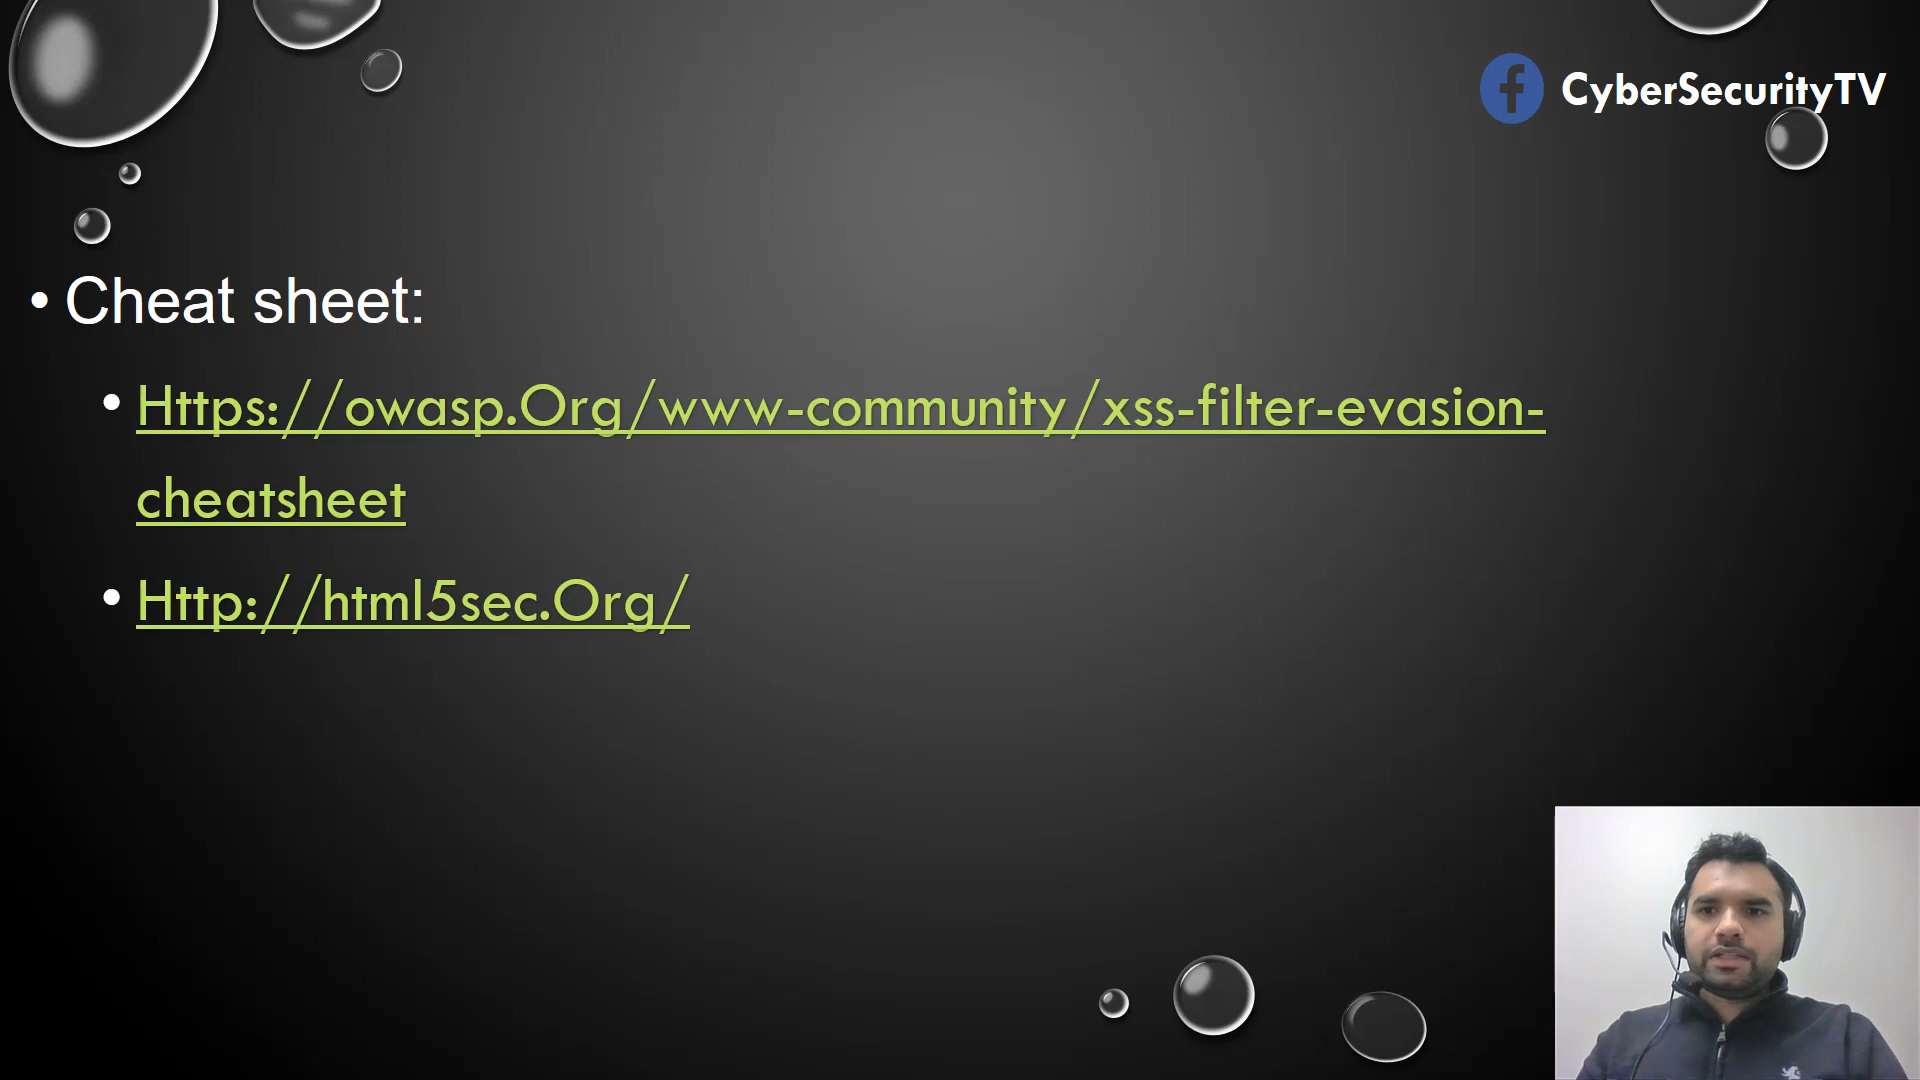 CyberSecurityTV
• Cheat sheet:
• Https://owasp.Org/www-community/xss-filter-evasion-
cheatsheet
• Http://html5sec.Org/